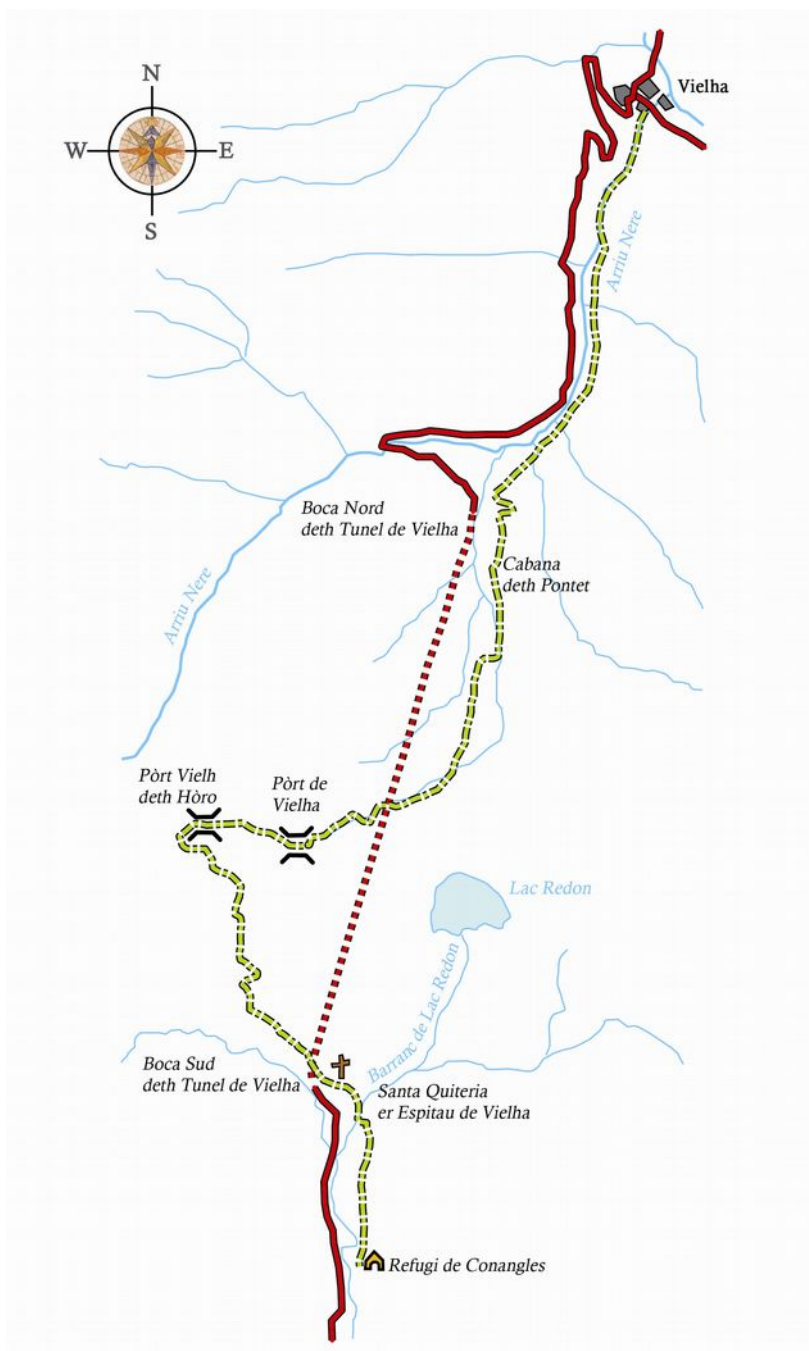 N
W
E
S
Vielha
Arriu Nere
Boca Nord
deth Tunel de Vielha
Cabana
deth Pontet
Arriu Nere
Pòrt Vielh
deth Hòro
Pòrt de
Vielha
Lac Redon
Barranc de Lac Redon
Boca Sud
deth Tunel de Vielha
Santa Quiteria
er Espitau de Vielha
Refugi de Conangles